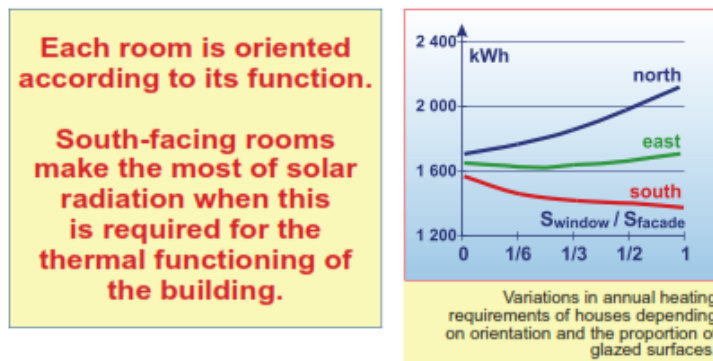 Each room is oriented
according to its function.
South-facing rooms
make the most of solar
radiation when this
is required for the
thermal functioning of
the building.
2 400
kWh
north
2 000
east
1 600
south
Swindow / Sfacade
1 200
0 1/6 1/3 1/2 1
Variations in annual heating
requirements of houses depending
on orientation and the proportion of
glazed surfaces